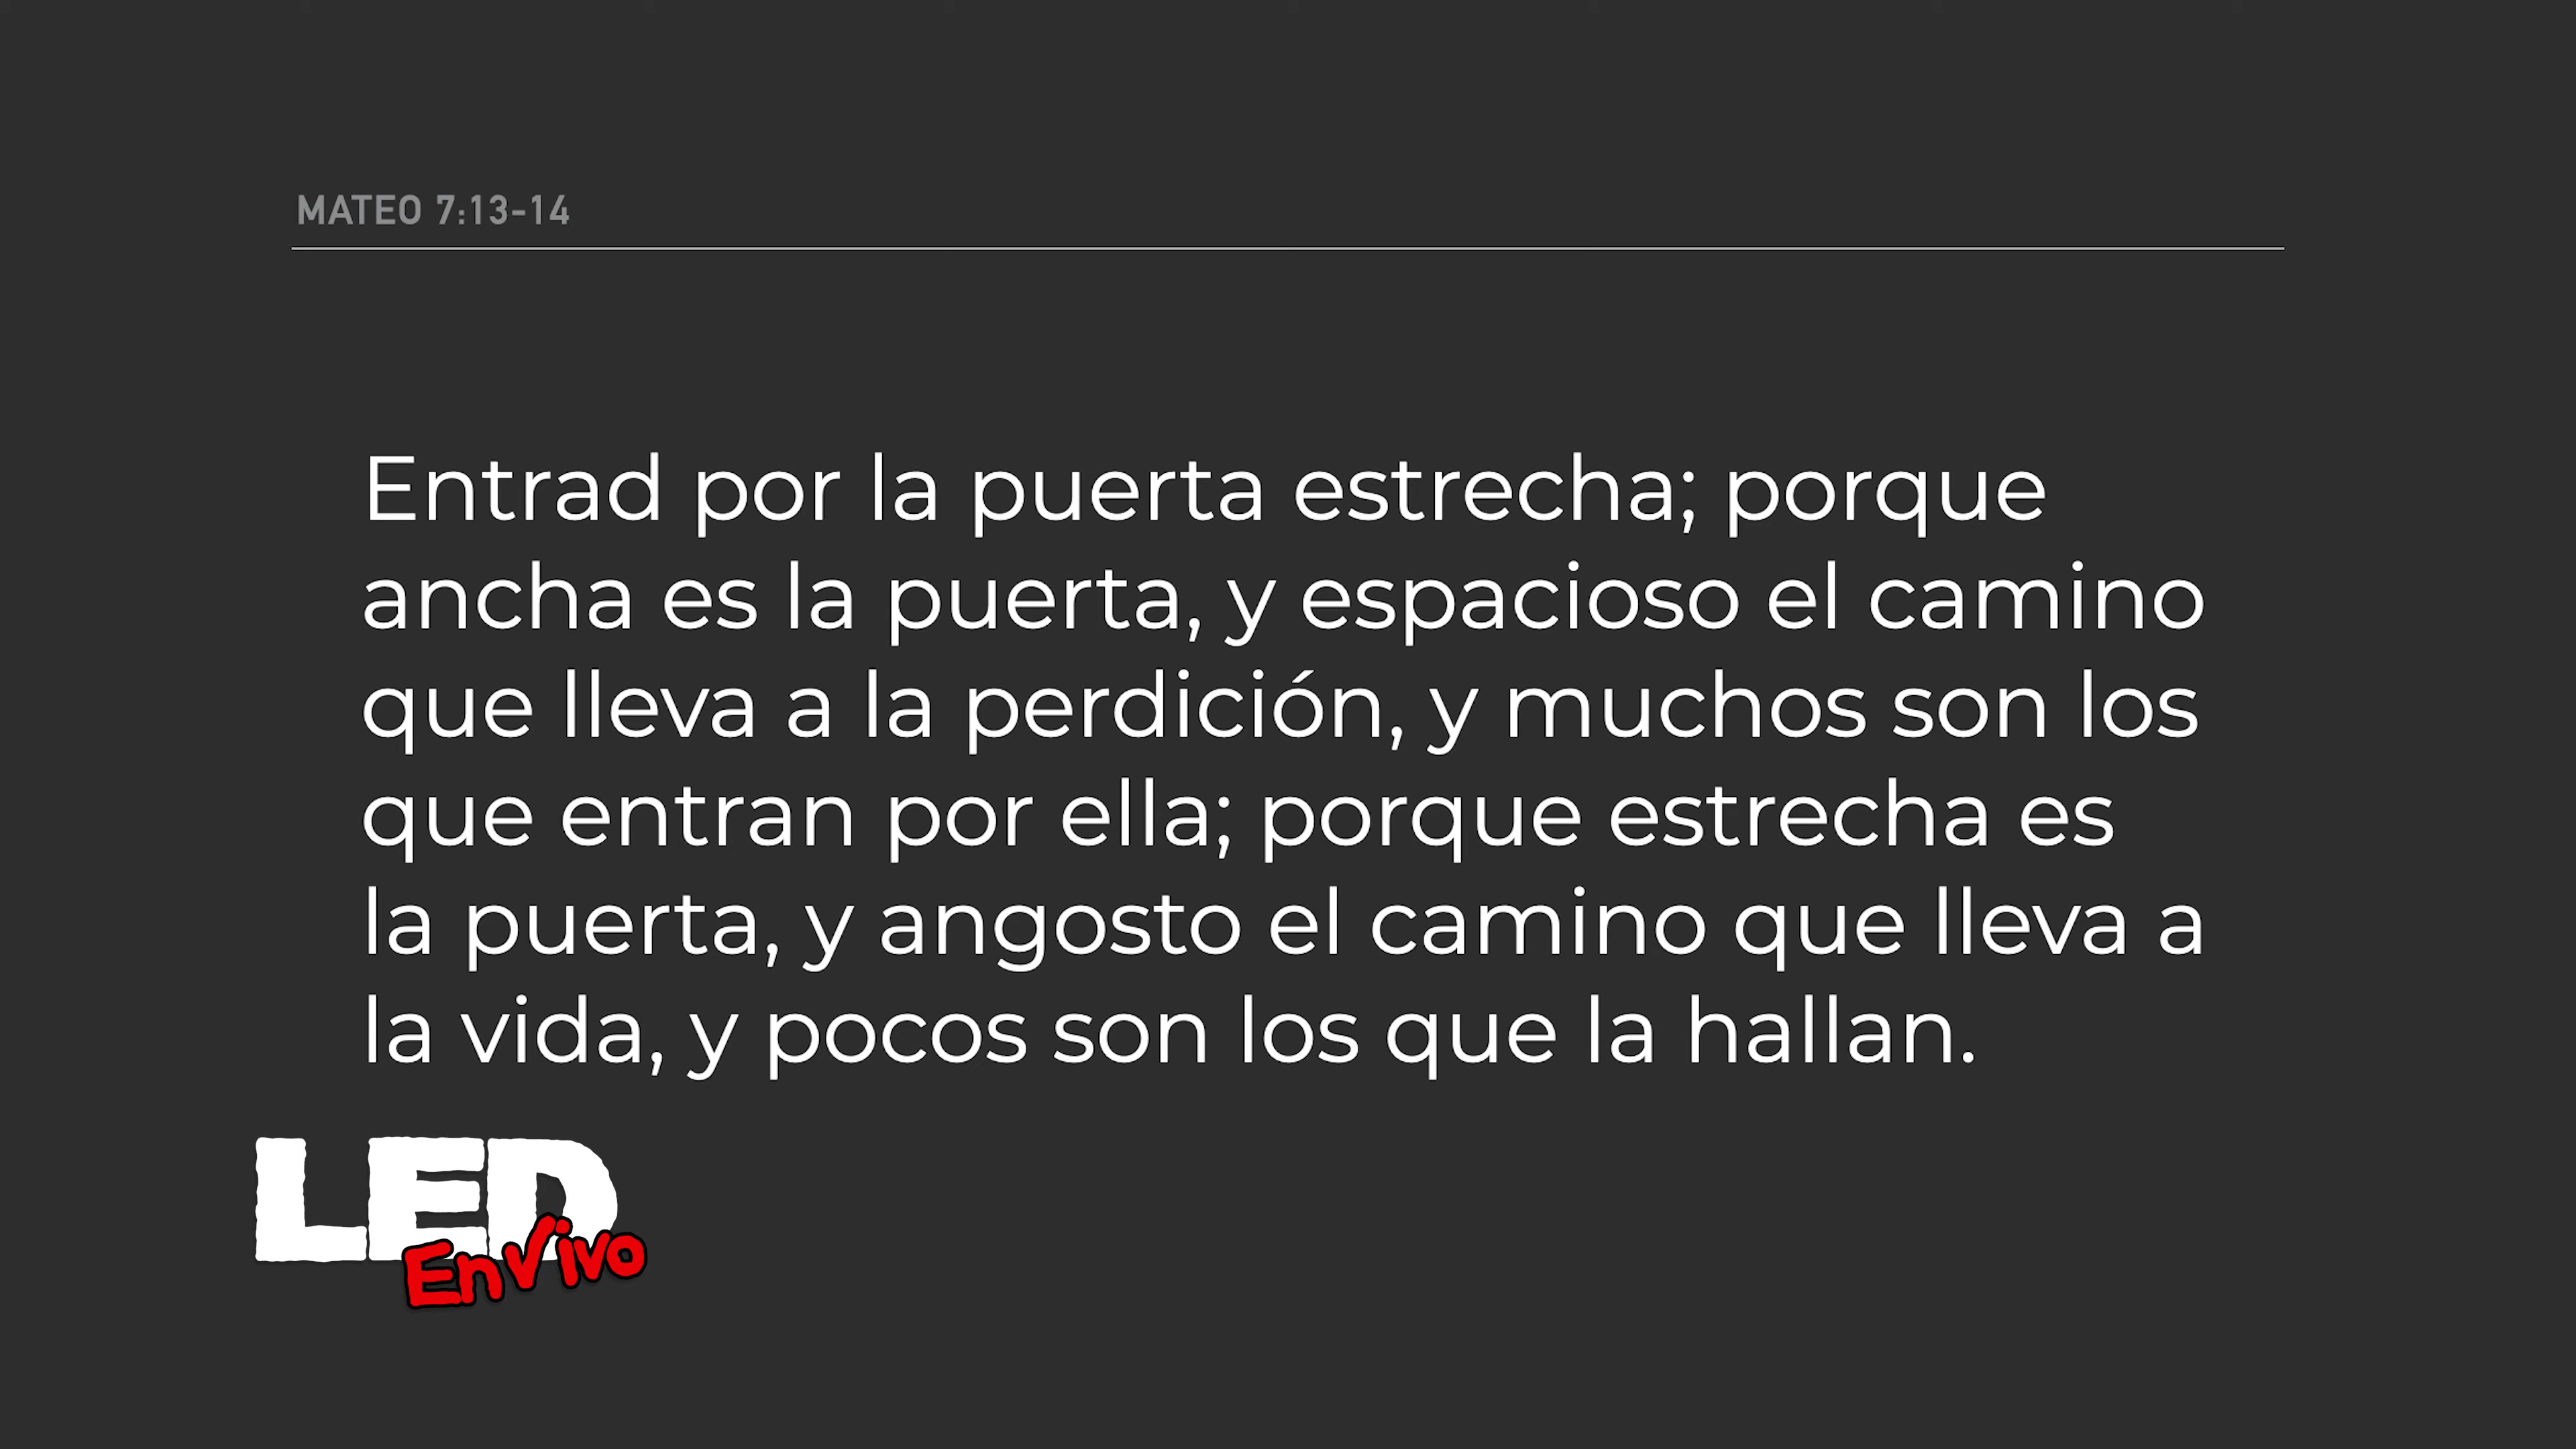 MATEO 7:13-14
Entrad por la puerta estrecha; porque
ancha es la puerta, y espacioso el camino
que lleva a la perdición, y muchos son los
que entran por ella; porque estrecha es
la puerta, y angosto el camino que lleva a
la vida, y pocos son los que la hallan.
LED
En Vivo